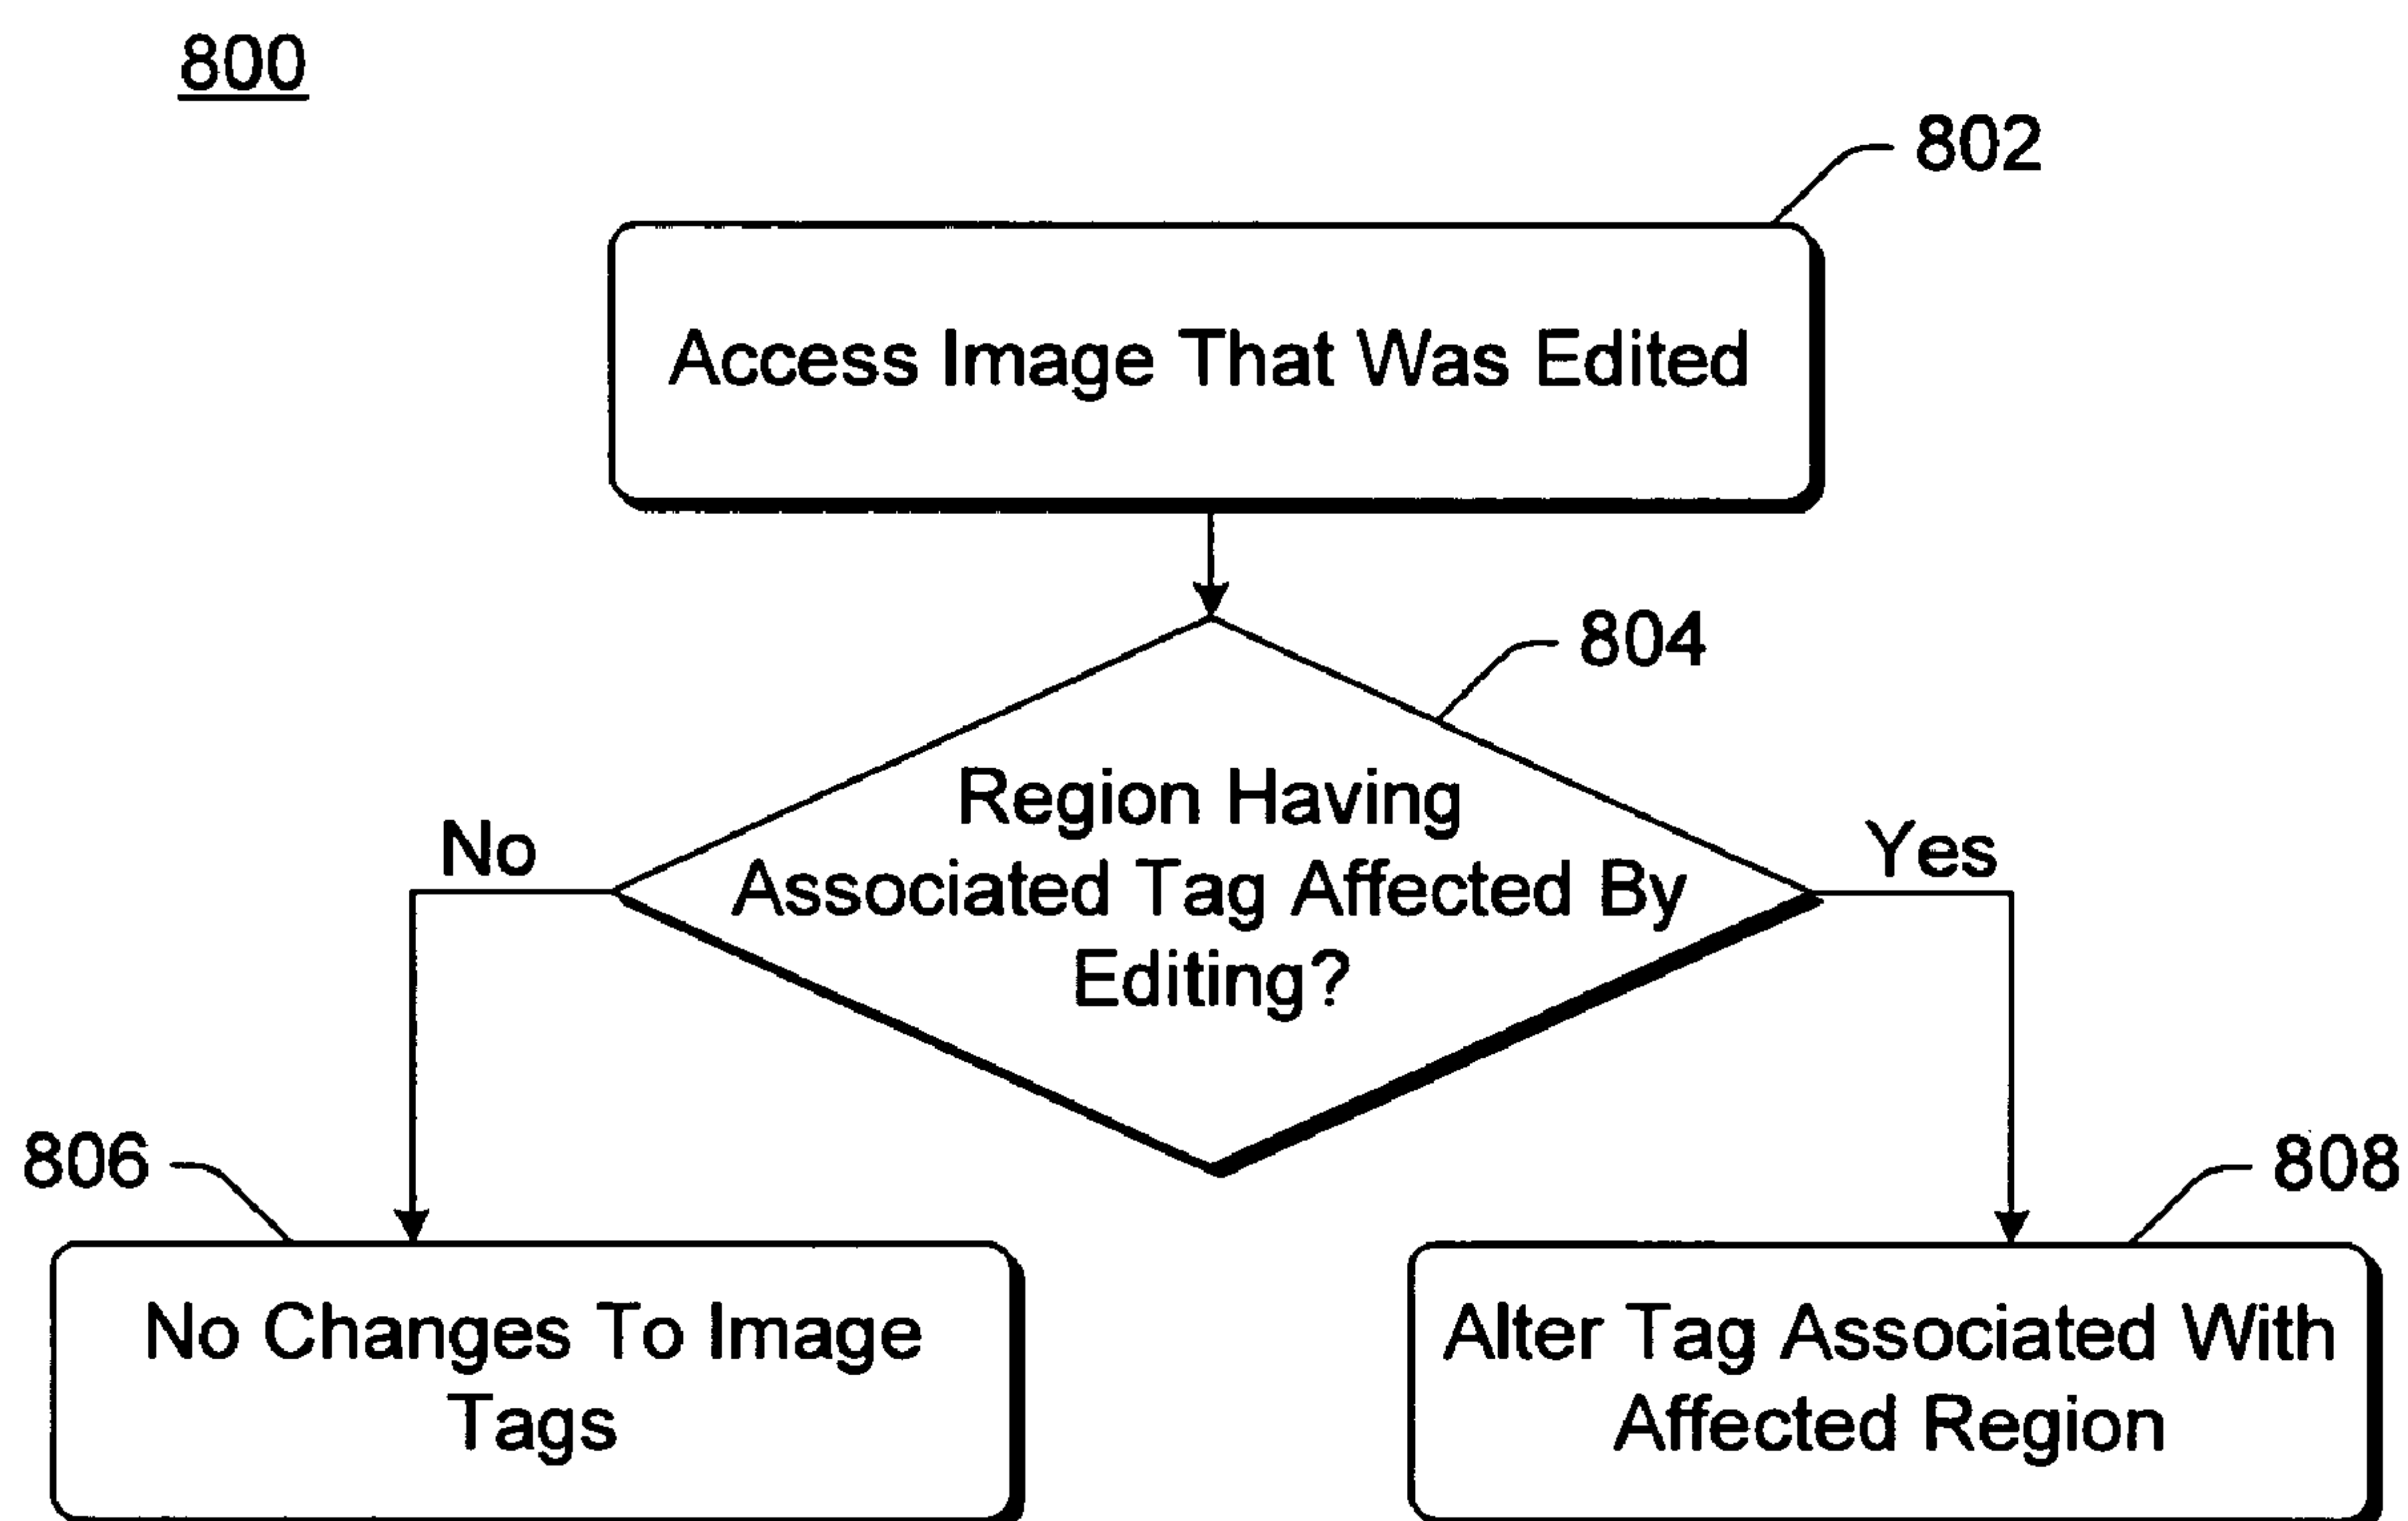 800
802
Access Image That Was Edited
804
Region Having
Associated Tag Affected By
Editing?
No
Yes
806
808
No Changes To Image
Tags
Alter Tag Associated With
Affected Region